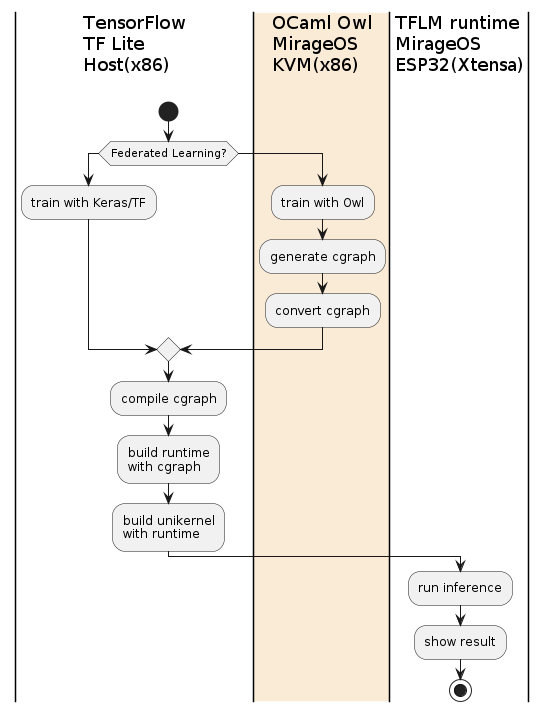 TensorFlow
TF Lite
Host(x86)
OCaml Owl
MirageOS
KVM(x86)
TFLM runtime
MirageOS
ESP32(Xtensa)
Federated Learning?
train with Keras/TF
train with Owl
generate cgraph
convert cgraph
compile cgraph
build runtime
with cgraph
build unikernel
with runtime
run inference
show result